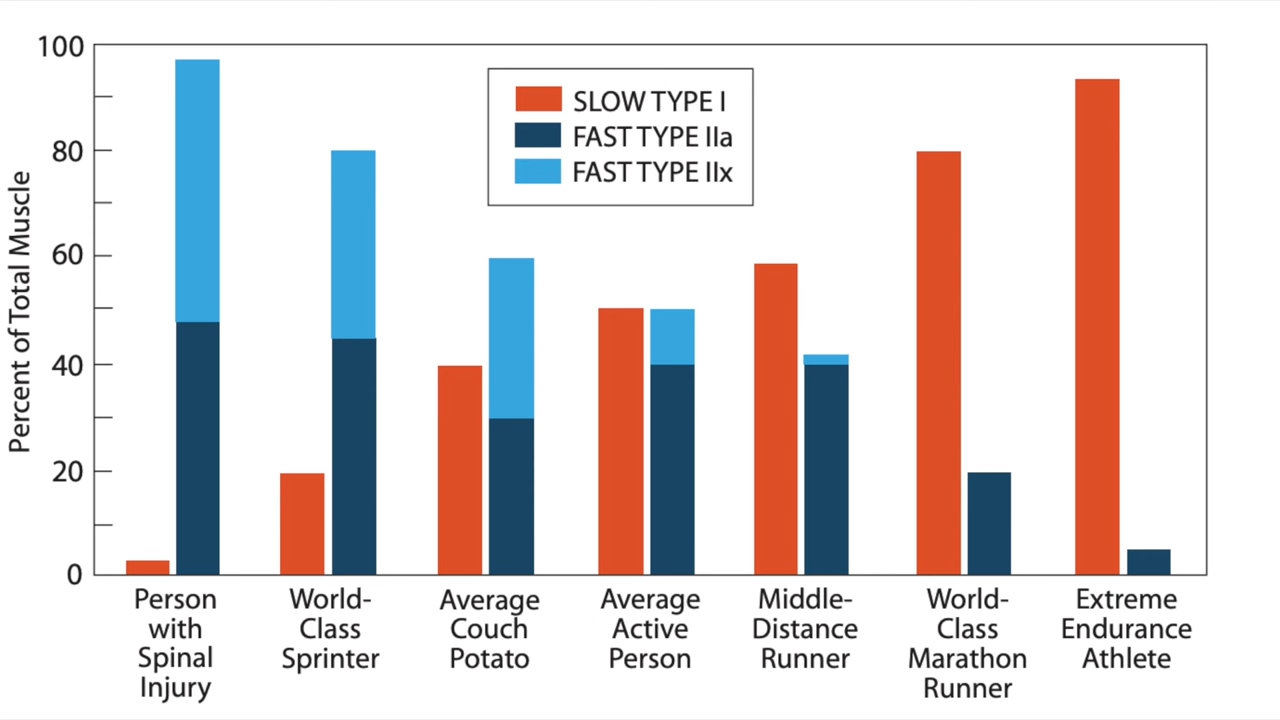 Percent of Total Muscle
100
80
60
40
20
0
SLOW TYPE I
FAST TYPE IIa
FAST TYPE IIx
Person
with
Spinal
Injury
World-
Class
Sprinter
Average
Couch
Potato
Average
Active
Person
Middle-
Distance
Runner
World-
Class
Marathon
Runner
Extreme
Endurance
Athlete